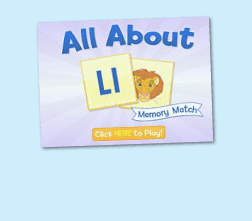 All About
Ll
Memory Match
Click HERE to Play!